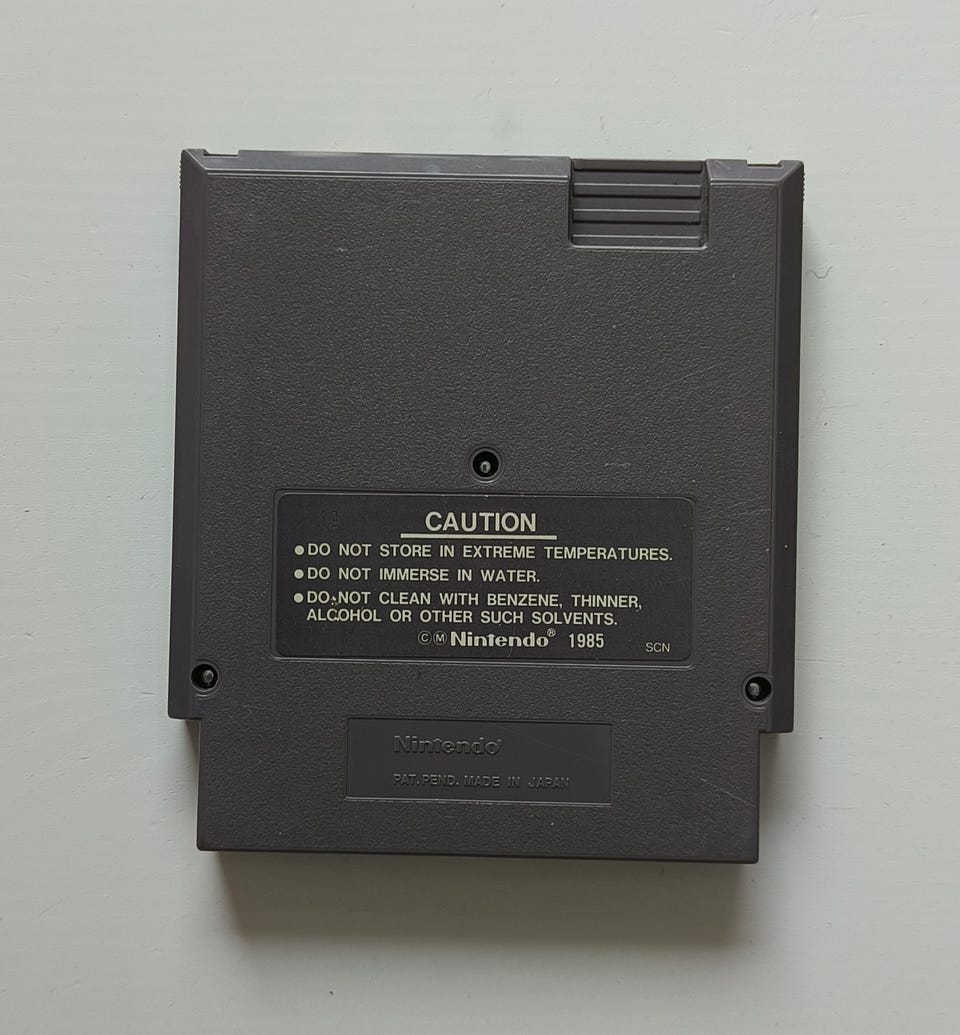 CAUTION
●DO NOT STORE IN EXTREME TEMPERATURES.
●DO NOT IMMERSE IN WATER.
●DO NOT CLEAN WITH BENZENE, THINNER,
ALCOHOL OR OTHER SUCH SOLVENTS.
©Ⓜ Nintendo® 1985 SCN
Nintendo®
PAT. PEND. MADE IN JAPAN